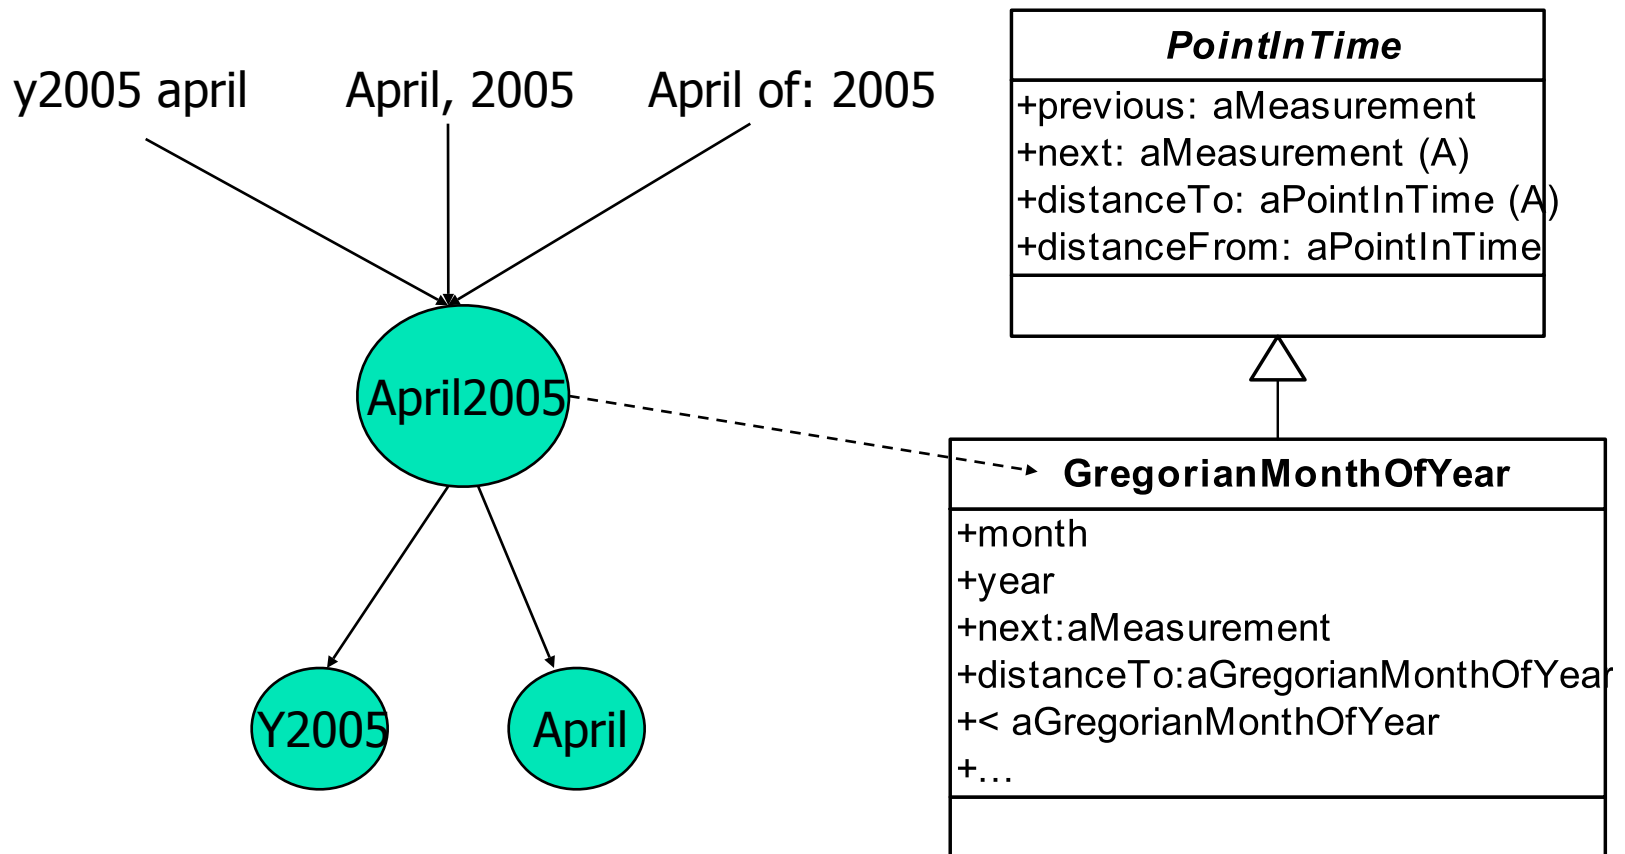 y2005 april
April, 2005
April of: 2005
April2005
Y2005
April
PointInTime
+previous: aMeasurement
+next: aMeasurement (A)
+distanceTo: aPointInTime (A)
+distanceFrom: aPointInTime
GregorianMonthOfYear
+month
+year
+next:aMeasurement
+distanceTo:aGregorianMonthOfYear
+< aGregorianMonthOfYear
+...